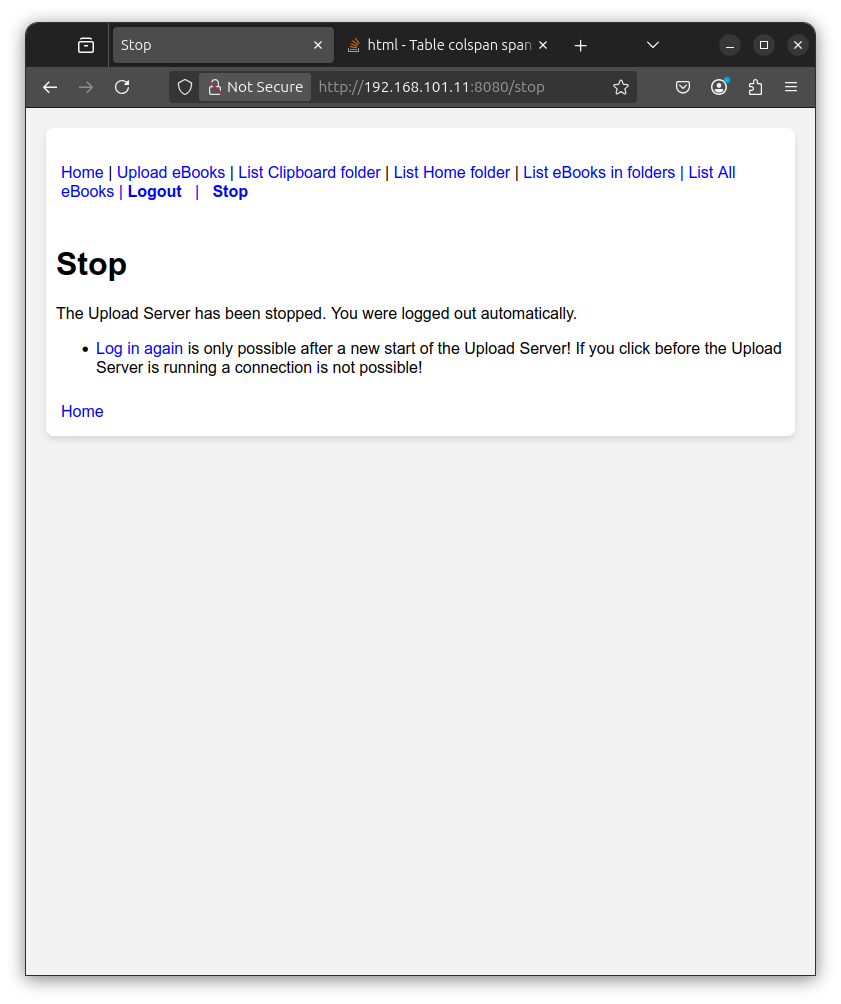 Stop
html - Table colspan span
Not Secure http://192.168.101.11:8080/stop
Home | Upload eBooks | List Clipboard folder | List Home folder | List eBooks in folders | List All
eBooks | Logout | Stop
Stop
The Upload Server has been stopped. You were logged out automatically.
• Log in again is only possible after a new start of the Upload Server! If you click before the Upload
Server is running a connection is not possible!
Home